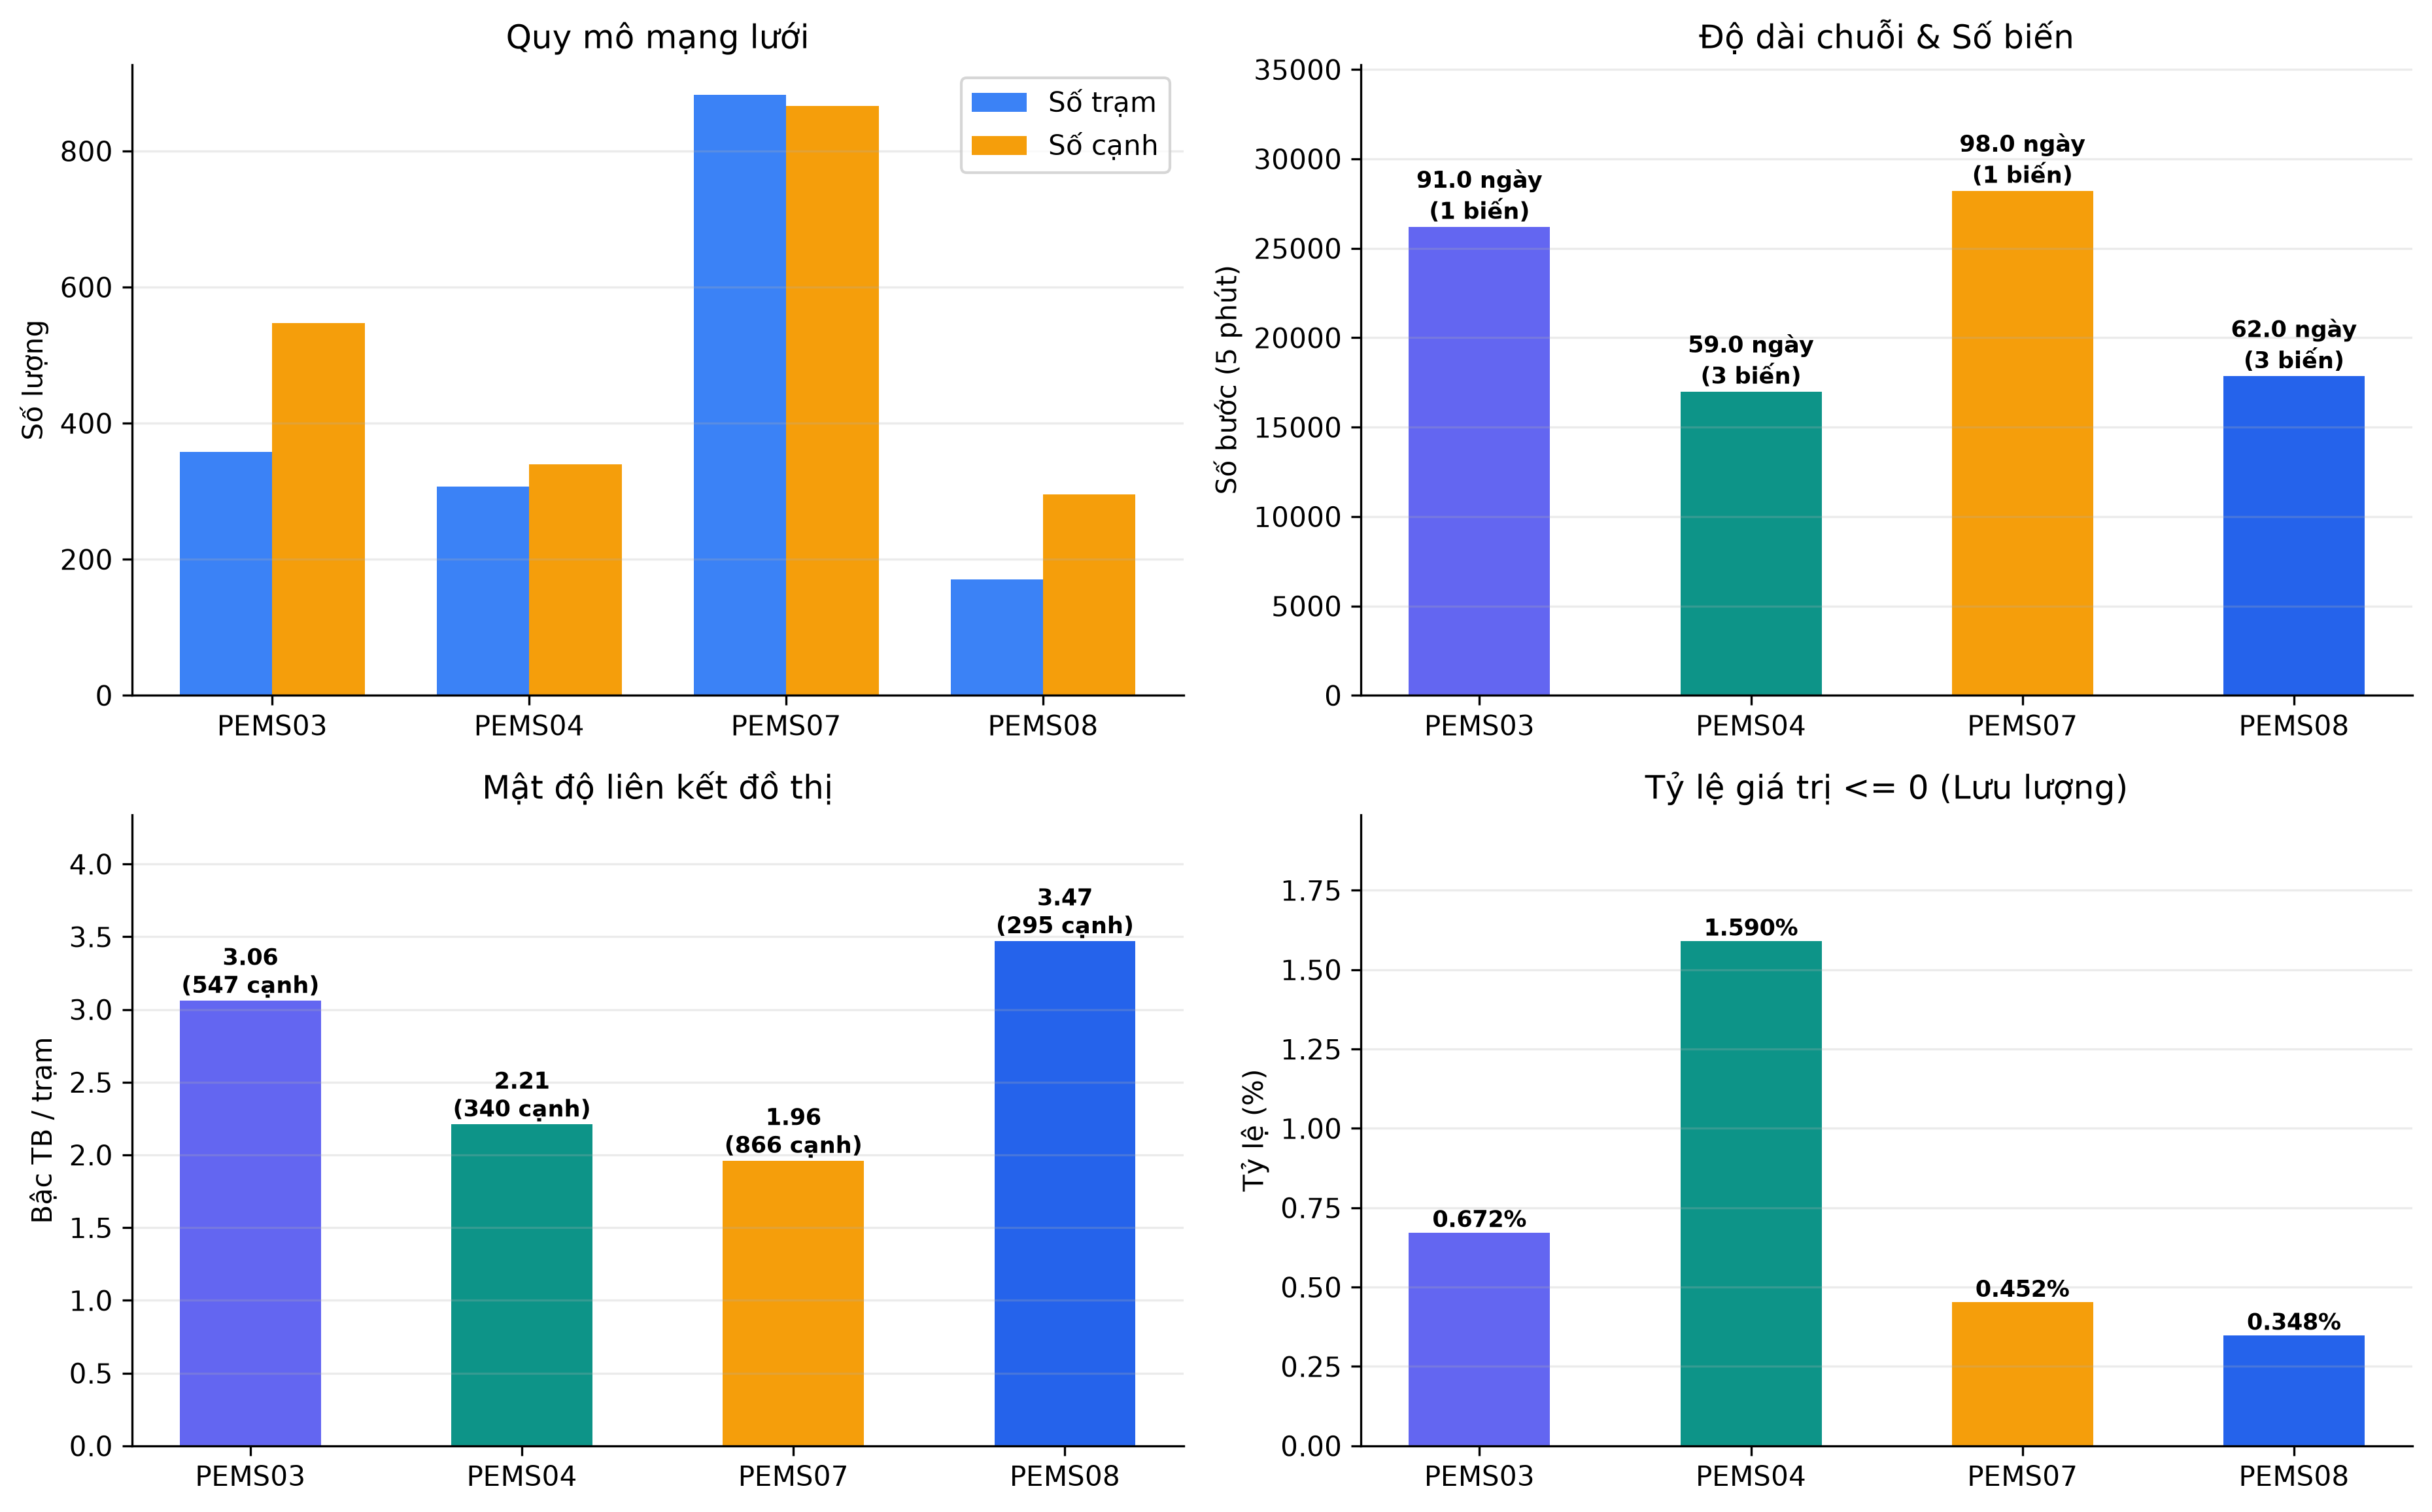 Quy mô mạng lưới
Số lượng
800
600
400
200
0
Số trạm
Số cạnh
PEMS03
PEMS04
PEMS07
PEMS08
Độ dài chuỗi & Số biến
Số bước (5 phút)
35000
30000
25000
20000
15000
10000
5000
0
91.0 ngày
(1 biến)
59.0 ngày
(3 biến)
98.0 ngày
(1 biến)
62.0 ngày
(3 biến)
PEMS03
PEMS04
PEMS07
PEMS08
Mật độ liên kết đồ thị
Bậc TB / trạm
4.0
3.5
3.0
2.5
2.0
1.5
1.0
0.5
0.0
3.06
(547 cạnh)
2.21
(340 cạnh)
1.96
(866 cạnh)
3.47
(295 cạnh)
PEMS03
PEMS04
PEMS07
PEMS08
Tỷ lệ giá trị <= 0 (Lưu lượng)
Tỷ lệ (%)
1.75
1.50
1.25
1.00
0.75
0.50
0.25
0.00
0.672%
1.590%
0.452%
0.348%
PEMS03
PEMS04
PEMS07
PEMS08